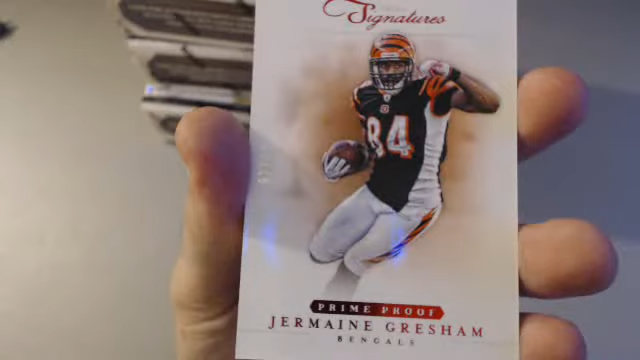 Signatures
84
PRIME PROOF
JERMAINE GRESHAM
BENGALS